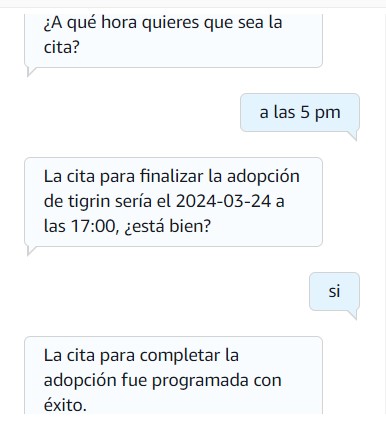 ¿A qué hora quieres que sea la
cita?
a las 5 pm
La cita para finalizar la adopción
de tigrin sería el 2024-03-24 a
las 17:00, ¿está bien?
si
La cita para completar la
adopción fue programada con
éxito.